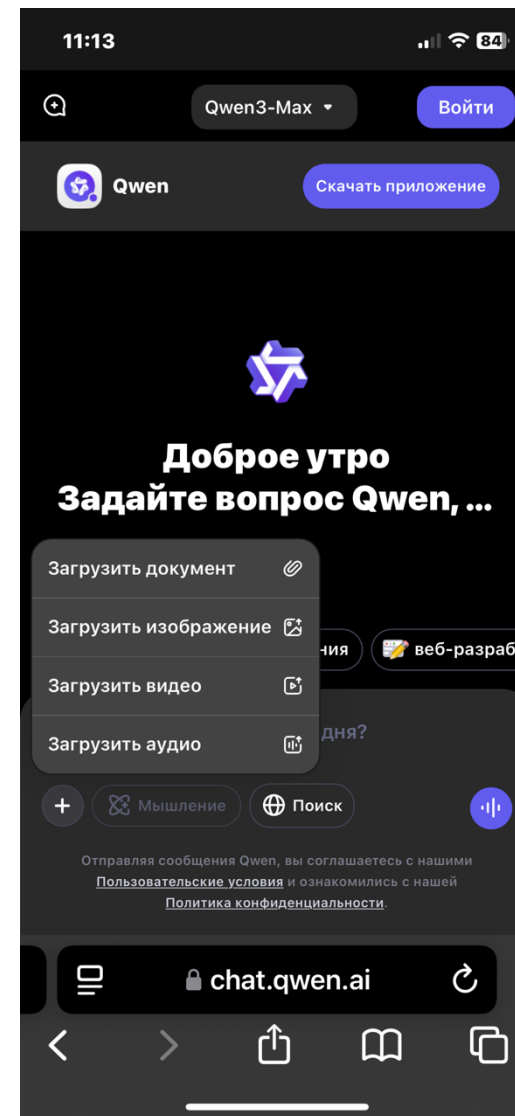 11:13
84
Qwen3-Max
Войти
Qwen
Скачать приложение
Доброе утро
Задайте вопрос Qwen, ...
Загрузить документ
Загрузить изображение
Загрузить видео
Загрузить аудио
ния
веб-разраб
дня?
Мышление
Поиск
Отправляя сообщения Qwen, вы соглашаетесь с нашими
Пользовательские условия и ознакомились с нашей
Политика конфиденциальности.
chat.qwen.ai